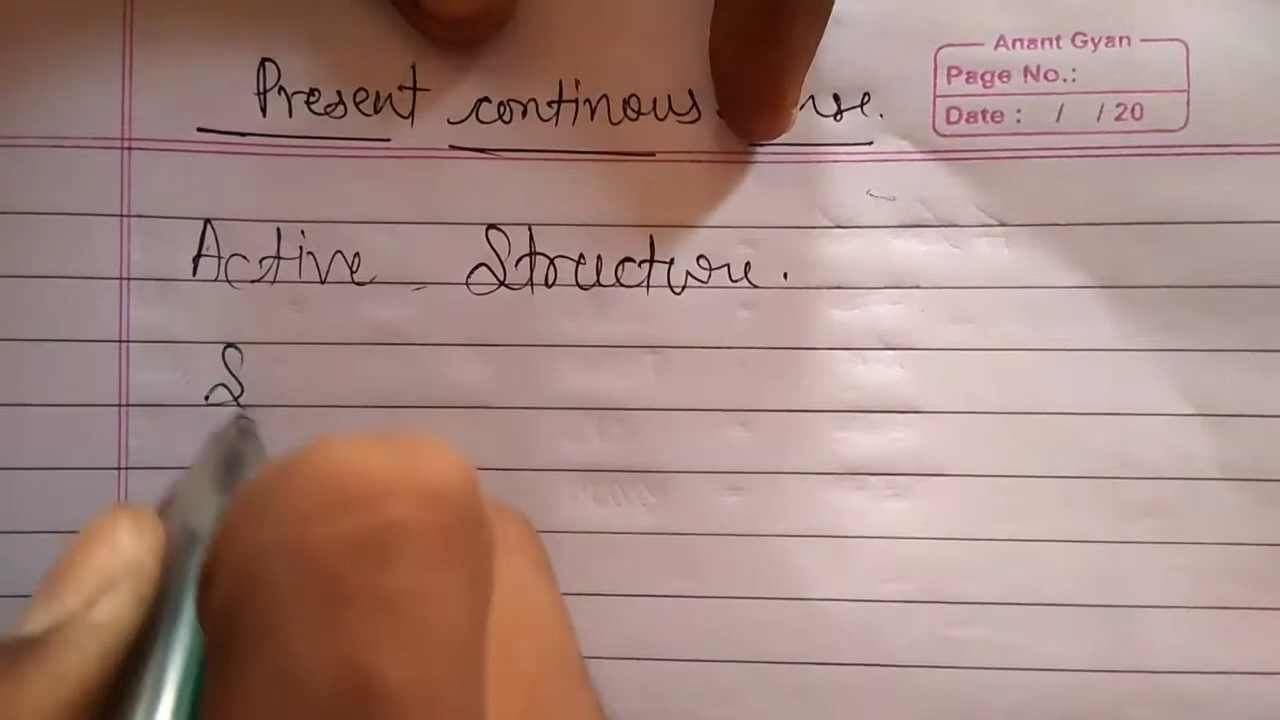 Anant Gyan
Page No.:
Present continous
Date : / / 20
Active - Structure.
S